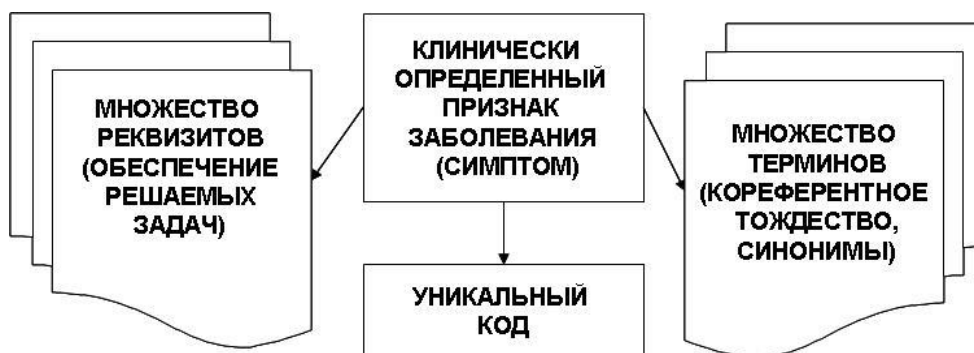 МНОЖЕСТВО
РЕКВИЗИТОВ
(ОБЕСПЕЧЕНИЕ
РЕШАЕМЫХ
ЗАДАЧ)
КЛИНИЧЕСКИ
ОПРЕДЕЛЕННЫЙ
ПРИЗНАК
ЗАБОЛЕВАНИЯ
(СИМПТОМ)
МНОЖЕСТВО
ТЕРМИНОВ
(КОРЕФЕРЕНТНОЕ
ТОЖДЕСТВО,
СИНОНИМЫ)
УНИКАЛЬНЫЙ
КОД